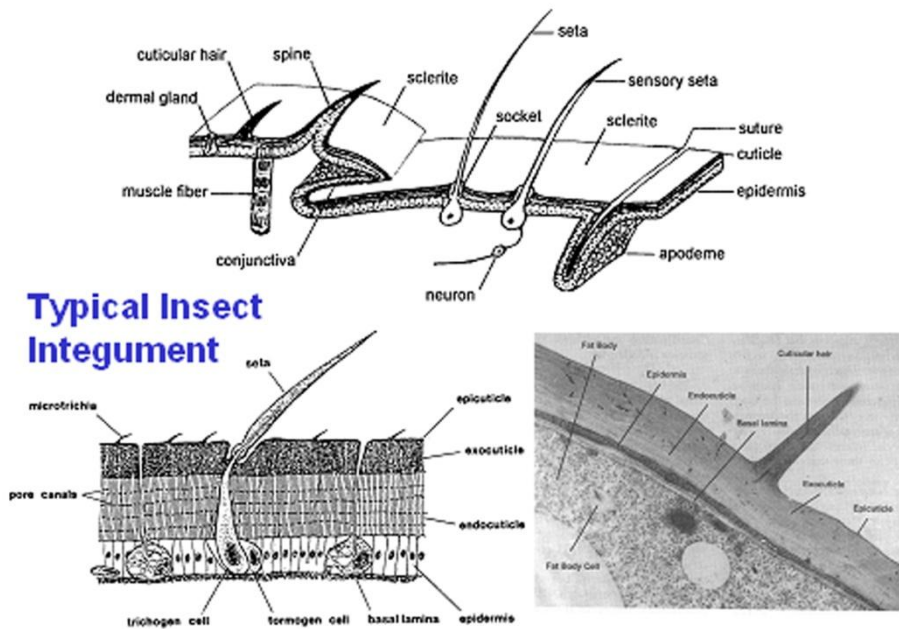 seta
cuticular hair
spine
sclerite
sensory seta
dermal gland
socket
sclerite
suture
cuticle
muscle fiber
epidermis
conjunctiva
apodeme
neuron
Typical Insect
Integument
seta
microtrichia
epicuticle
exocuticle
pore canals
endocuticle
trichogen cell
tormogen cell
basal lamina
epidermis
Fat Body
Cuticular hair
Epidermis
Endocuticle
Basal lamina
Exocuticle
Epicuticle
Fat Body Cell